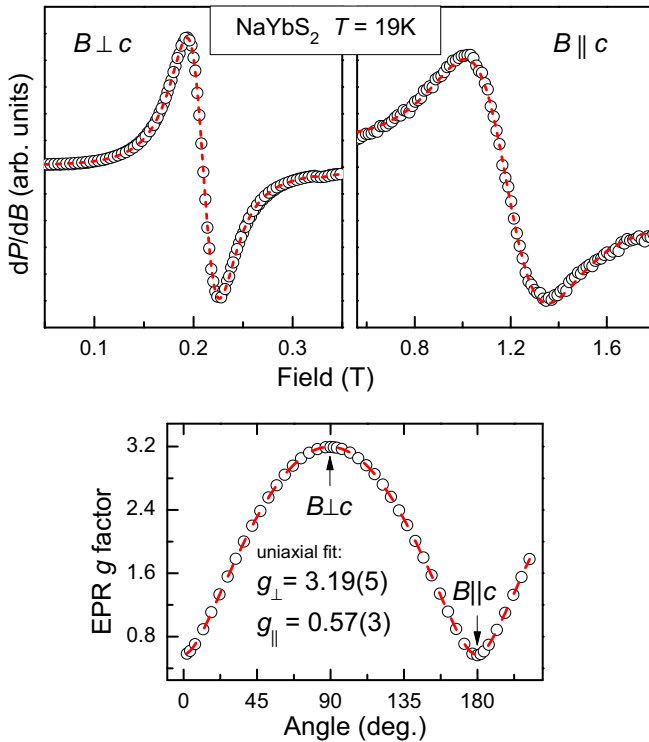 B ⊥ c
NaYbS₂ T = 19K
B ∥ c
dP/dB (arb. units)
0.1 0.2 0.3 0.8 1.2 1.6
Field (T)
3.2
2.4
1.6
0.8
EPR g factor
B⊥c
uniaxial fit:
g⊥= 3.19(5)
g∥= 0.57(3)
B∥c
0 45 90 135 180
Angle (deg.)